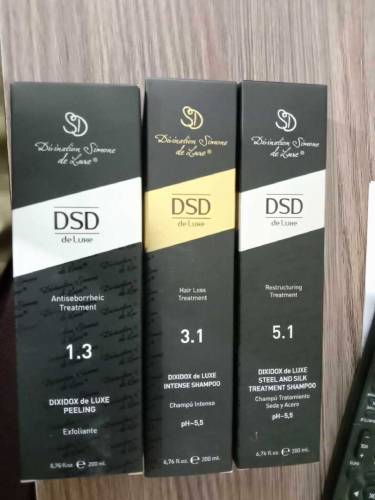 SD
Divination Simone
de Luxe®
DSD
de Luxe
Antiseborrheic
Treatment
1.3
DIXIDOX de LUXE
PEELING
Exfoliante
6,76 fl.oz. e 200 ml.
SD
Divination Simone
de Luxe®
DSD
de Luxe
Hair Loss
Treatment
3.1
DIXIDOX de LUXE
INTENSE SHAMPOO
Champú Intenso
pH~5,5
6,76 fl. oz. e 200 ml.
SD
Divination Simone
de Luxe®
DSD
de Luxe
Restructuring
Treatment
5.1
DIXIDOX de LUXE
STEEL AND SILK
TREATMENT SHAMPOO
Champú Tratamiento
Seda y Acero
pH~5,5
6,76 fl. oz. e 200 ml.